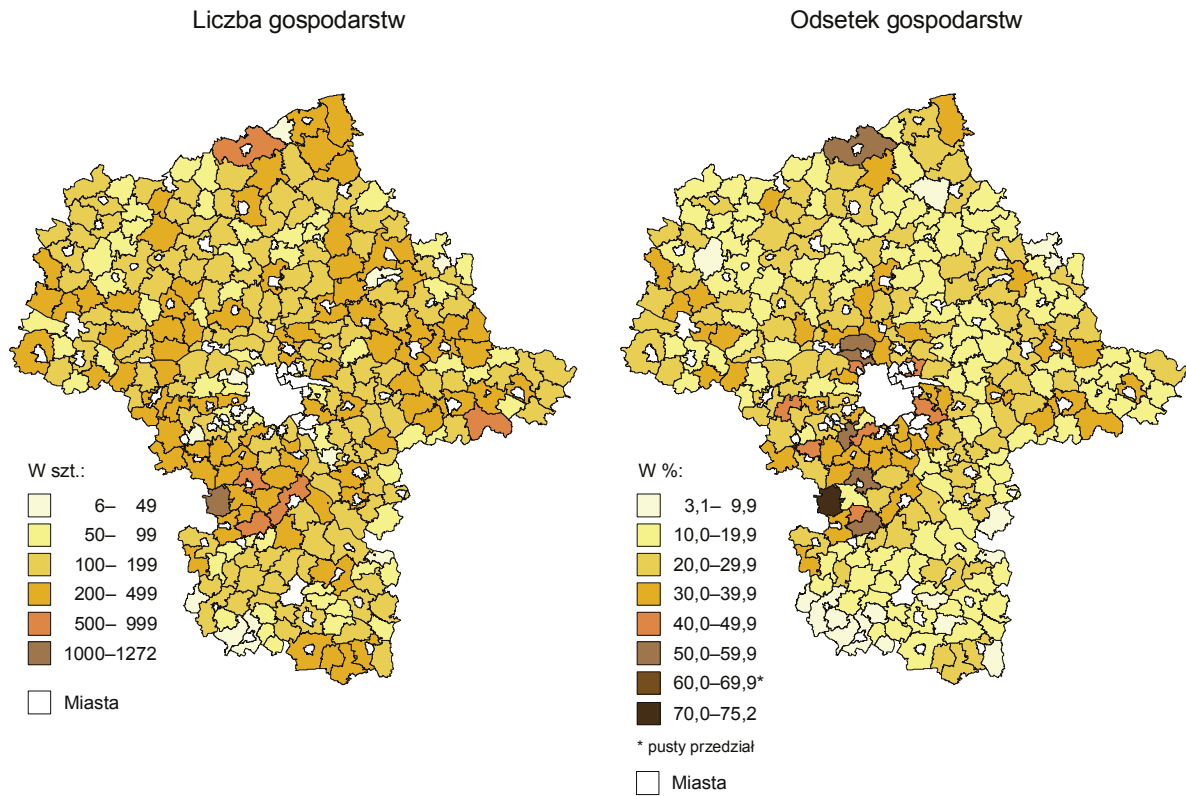 Liczba gospodarstw
Odsetek gospodarstw
W szt.:
6– 49
50– 99
100– 199
200– 499
500– 999
1000–1272
Miasta
W %:
3,1– 9,9
10,0–19,9
20,0–29,9
30,0–39,9
40,0–49,9
50,0–59,9
60,0–69,9*
70,0–75,2
* pusty przedział
Miasta